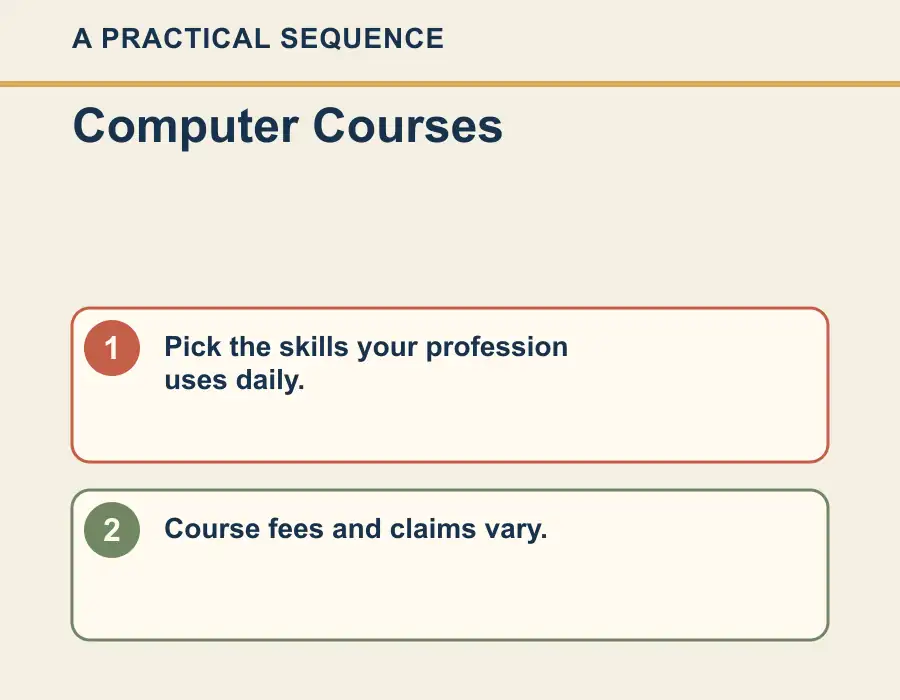 A PRACTICAL SEQUENCE
Computer Courses
1
Pick the skills your profession
uses daily.
2
Course fees and claims vary.